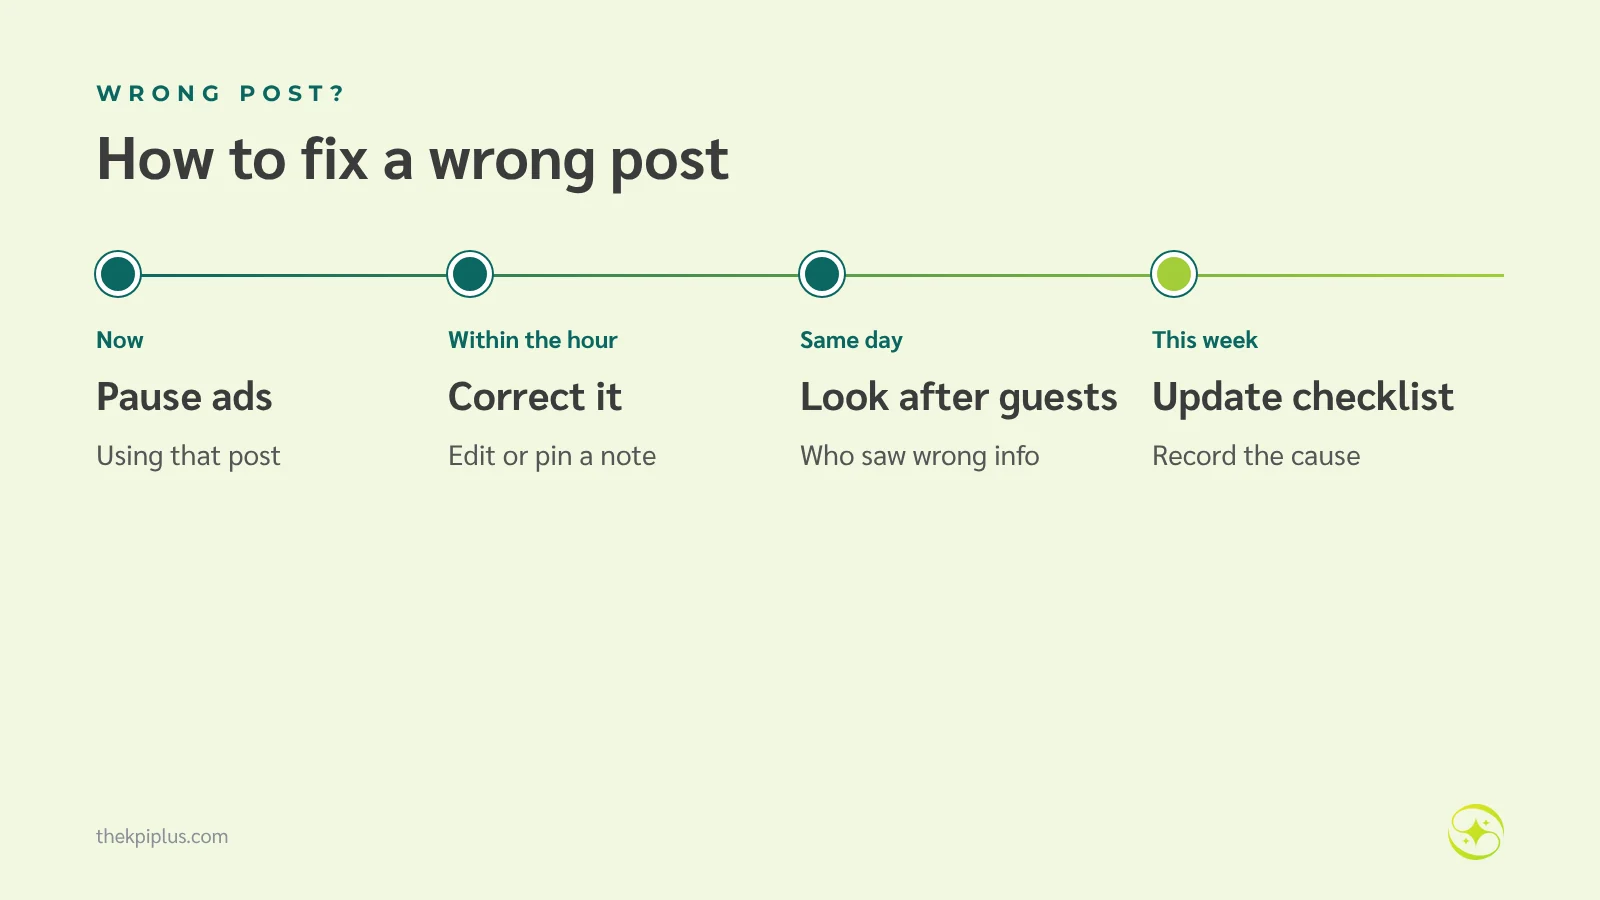 WRONG POST?
How to fix a wrong post
Now
Pause ads
Using that post
Within the hour
Correct it
Edit or pin a note
Same day
Look after guests
Who saw wrong info
This week
Update checklist
Record the cause
thekpiplus.com